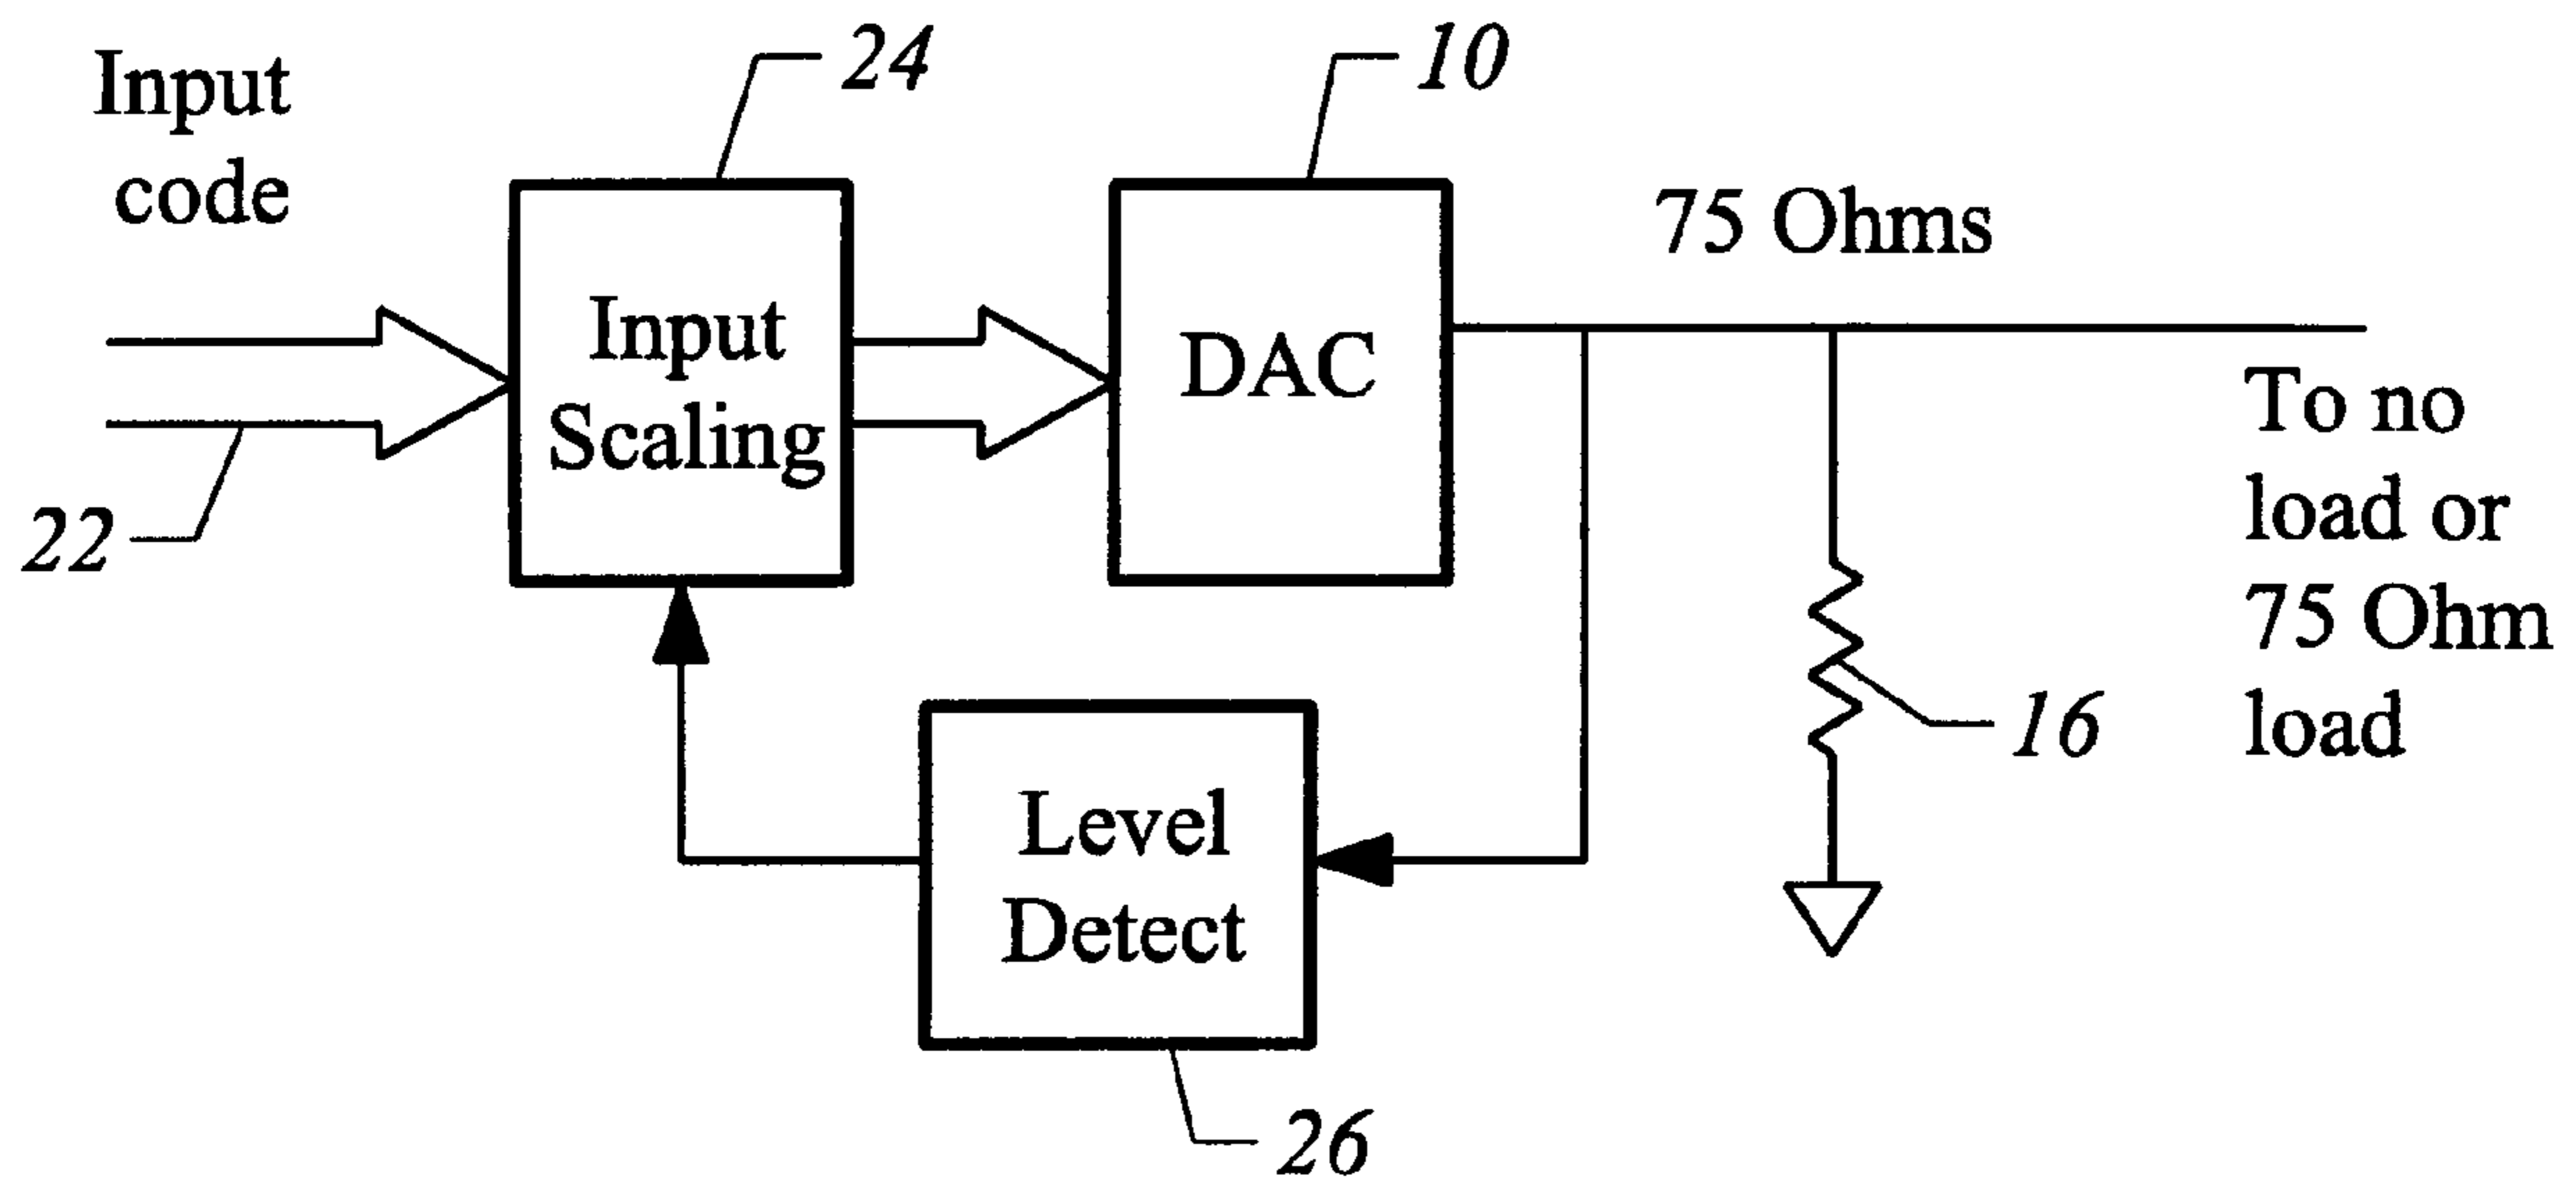 Input
code
24
10
75 Ohms
Input
Scaling
DAC
To no
load or
75 Ohm
load
22
16
Level
Detect
26